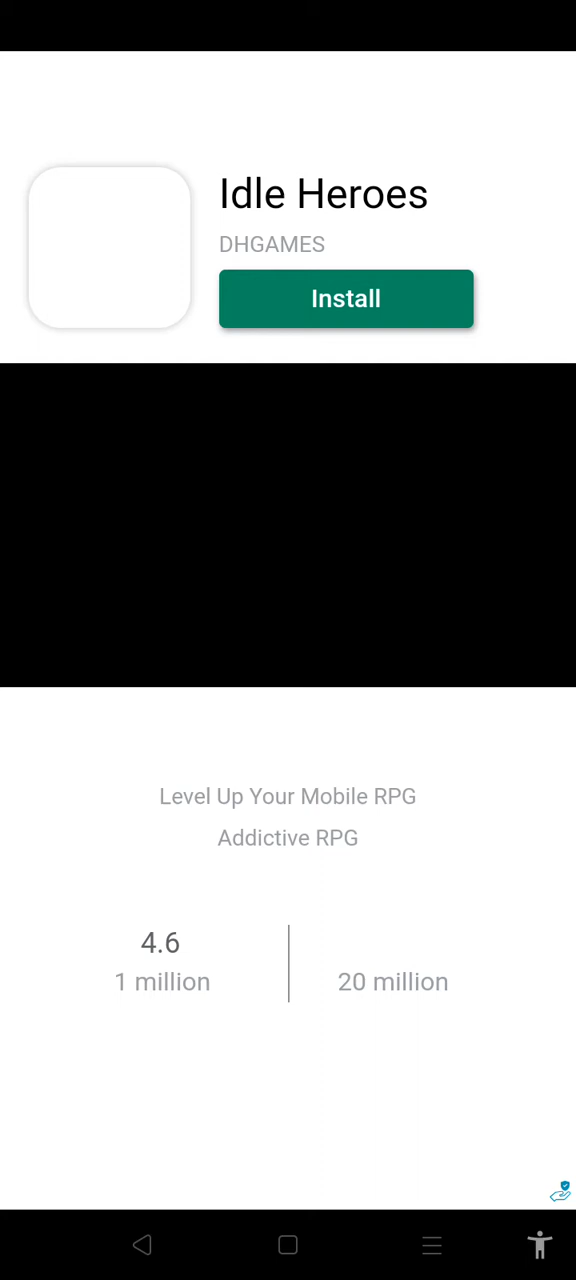 Idle Heroes
DHGAMES
Install
Level Up Your Mobile RPG
Addictive RPG
4.6
1 million
20 million